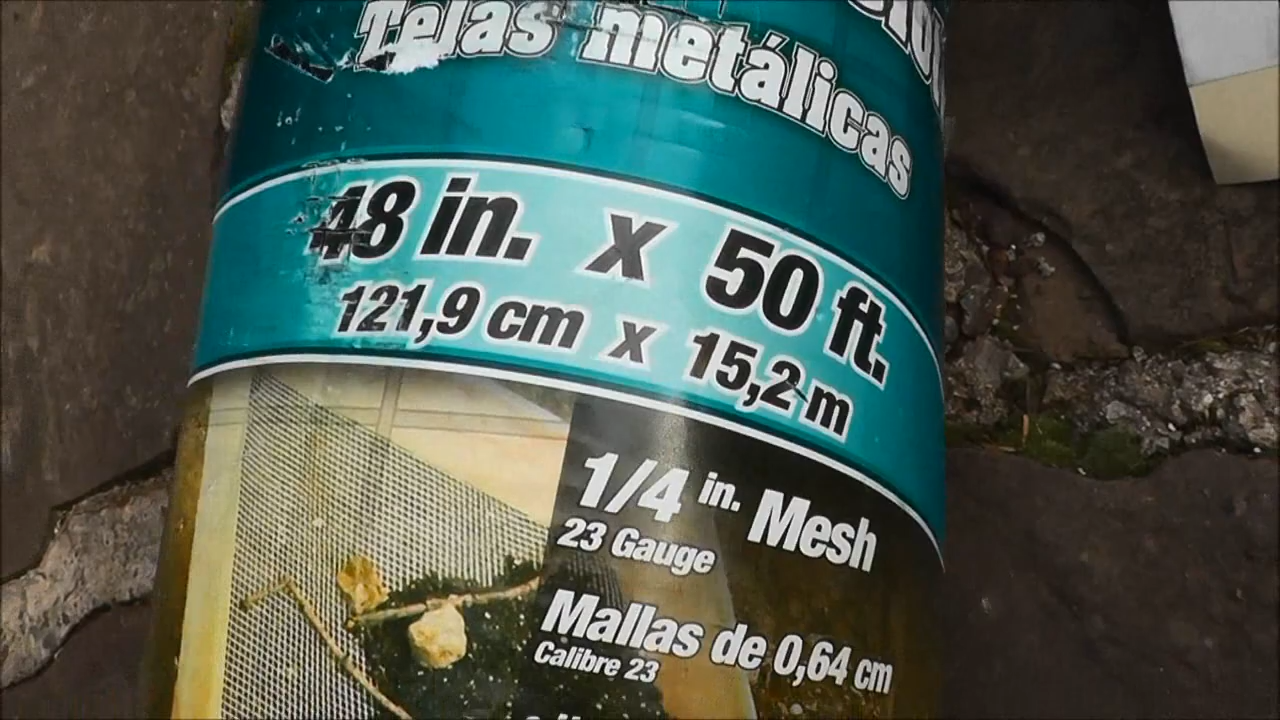 Telas metálicas
48 in. x 50 ft.
121,9 cm x 15,2 m
1/4 in. Mesh
23 Gauge
Mallas de 0,64 cm
Calibre 23